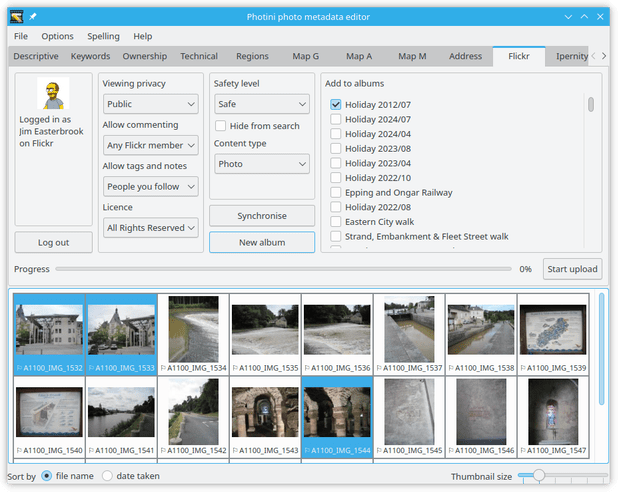 Photini photo metadata editor
File Options Spelling Help
Descriptive Keywords Ownership Technical Regions Map G Map A Map M Address Flickr Ipernity
Logged in as
Jim Easterbrook
on Flickr
Log out
Viewing privacy
Public
Allow commenting
Any Flickr member
Allow tags and notes
People you follow
Licence
All Rights Reserved
Safety level
Safe
Hide from search
Content type
Photo
Synchronise
New album
Add to albums
Holiday 2012/07
Holiday 2024/07
Holiday 2024/04
Holiday 2023/08
Holiday 2023/04
Holiday 2022/10
Epping and Ongar Railway
Holiday 2022/08
Eastern City walk
Strand, Embankment & Fleet Street walk
Progress 0% Start upload
A1100_IMG_1532 A1100_IMG_1533 A1100_IMG_1534 A1100_IMG_1535 A1100_IMG_1536 A1100_IMG_1537 A1100_IMG_1538 A1100_IMG_1539
A1100_IMG_1540 A1100_IMG_1541 A1100_IMG_1542 A1100_IMG_1543 A1100_IMG_1544 A1100_IMG_1545 A1100_IMG_1546 A1100_IMG_1547
Sort by file name date taken Thumbnail size